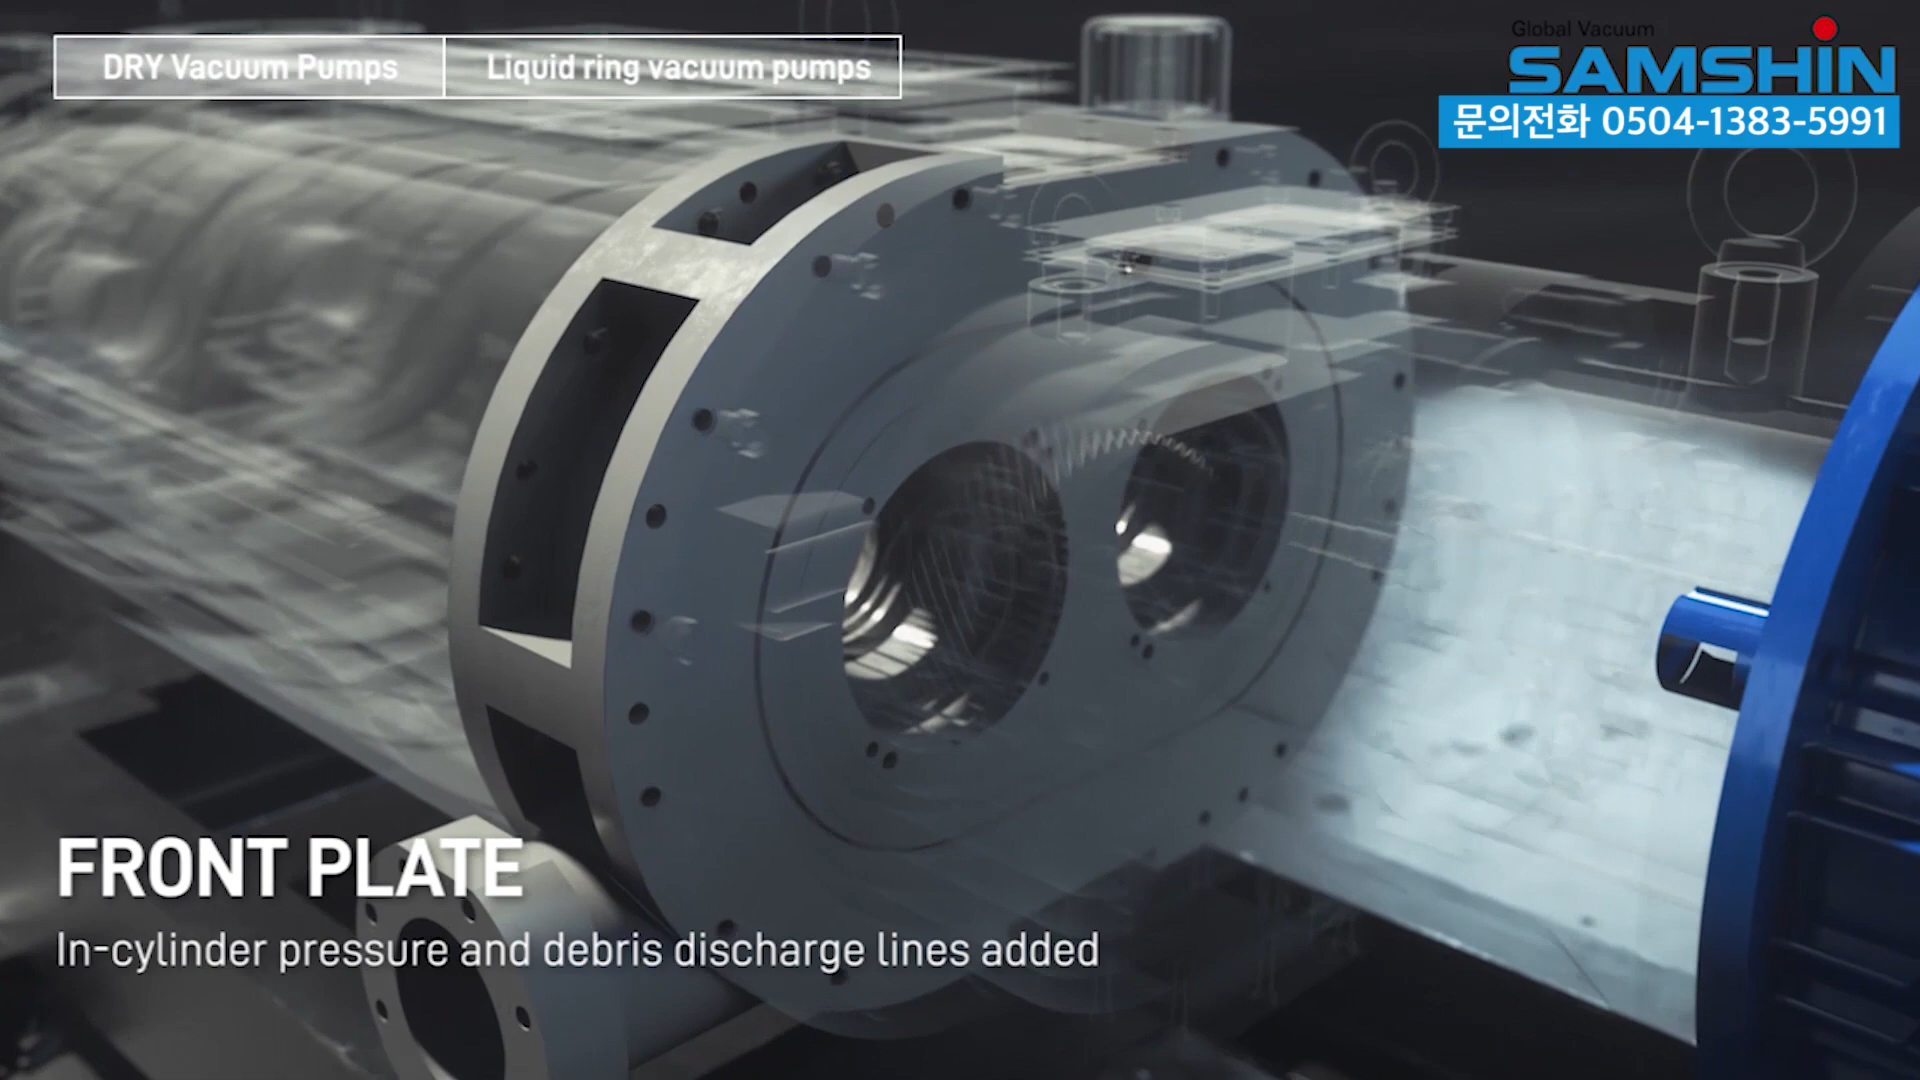 DRY Vacuum Pumps
Liquid ring vacuum pumps
Global Vacuum
SAMSHIN
문의전화 0504-1383-5991
FRONT PLATE
In-cylinder pressure and debris discharge lines added